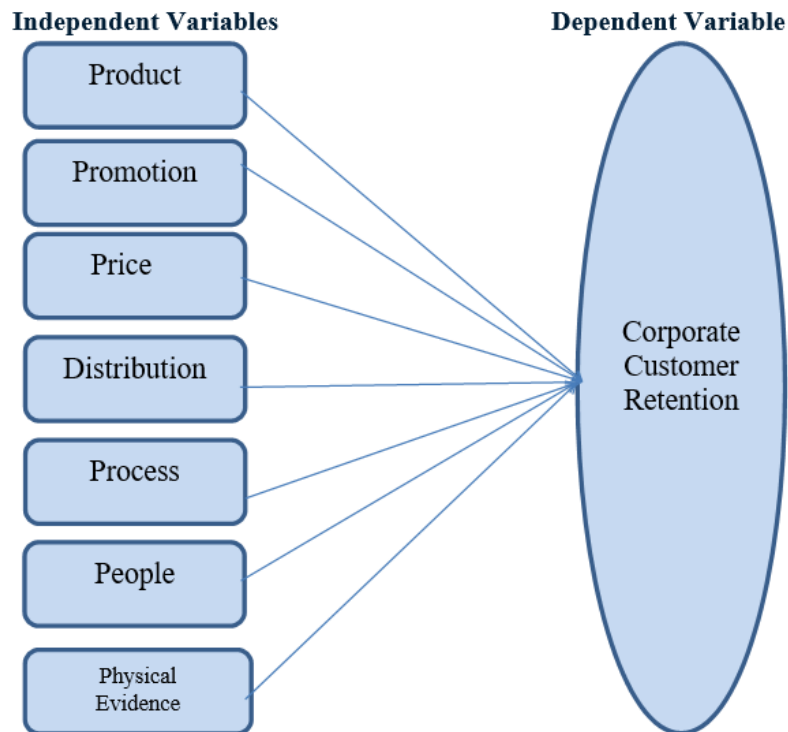 Independent Variables
Dependent Variable
Product
Promotion
Price
Distribution
Process
People
Physical
Evidence
Corporate
Customer
Retention